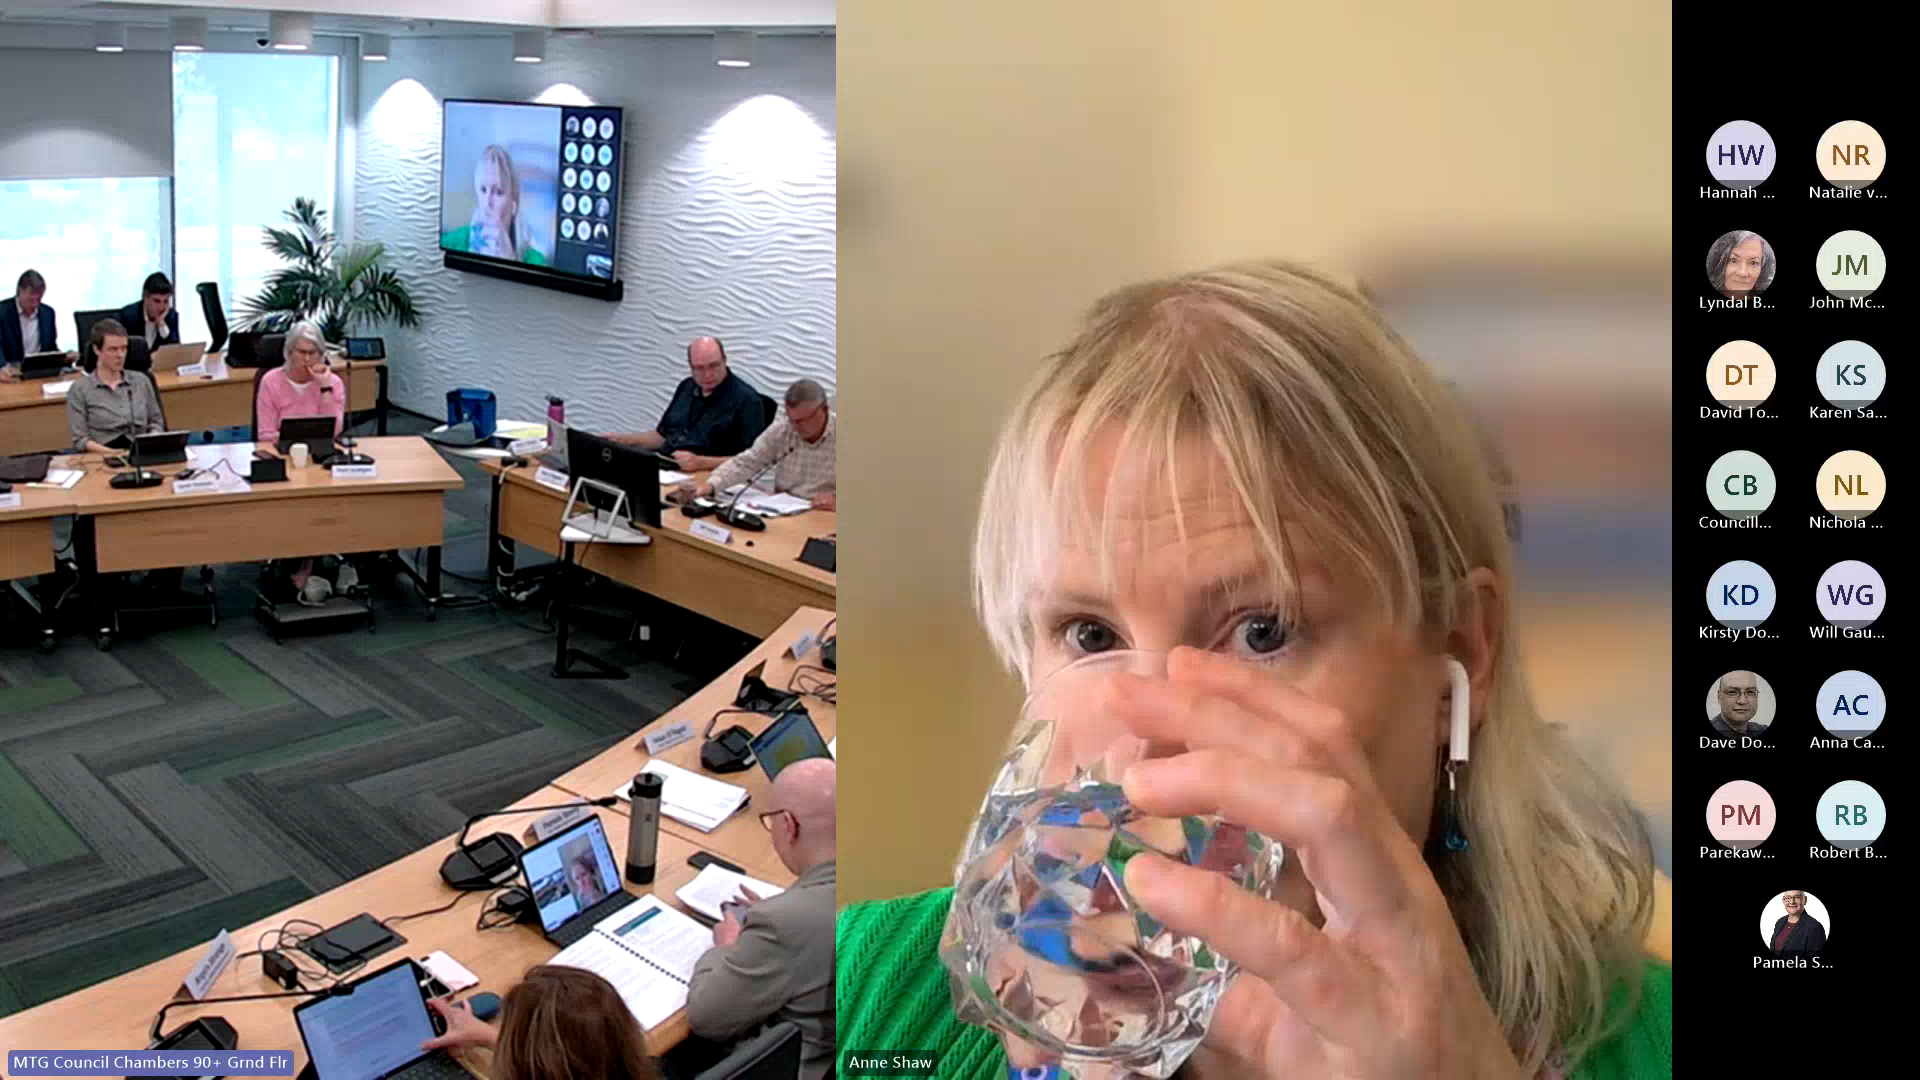 HW
Hannah ...
NR
Natalie v...
Lyndal B...
JM
John Mc...
DT
David To...
KS
Karen Sa...
CB
Councill...
NL
Nichola ...
KD
Kirsty Do...
WG
Will Gau...
Dave Do...
AC
Anna Ca...
PM
Parekaw...
RB
Robert B...
Pamela S...
MTG Council Chambers 90+ Grnd Flr
Anne Shaw